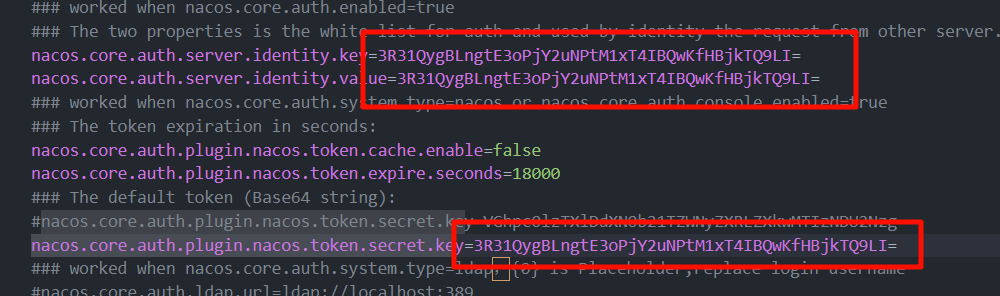 ### worked when nacos.core.auth.enabled=true
### The two properties is the white list for auth and used by identity the request from other server.
nacos.core.auth.server.identity.key=3R31QygBLngtE3oPjY2uNPtM1xT4IBQwKfHBjkTQ9LI=
nacos.core.auth.server.identity.value=3R31QygBLngtE3oPjY2uNPtM1xT4IBQwKfHBjkTQ9LI=
### worked when nacos.core.auth.system.type=nacos or nacos.core.auth.console.enabled=true
### The token expiration in seconds:
nacos.core.auth.plugin.nacos.token.cache.enable=false
nacos.core.auth.plugin.nacos.token.expire.seconds=18000
### The default token (Base64 string):
#nacos.core.auth.plugin.nacos.token.secret.key
nacos.core.auth.plugin.nacos.token.secret.key=3R31QygBLngtE3oPjY2uNPtM1xT4IBQwKfHBjkTQ9LI=
### worked when nacos.core.auth.system.type=ldap, {0} is Placeholder,replace login username
#nacos.core.auth.ldap.url=ldap://localhost:389